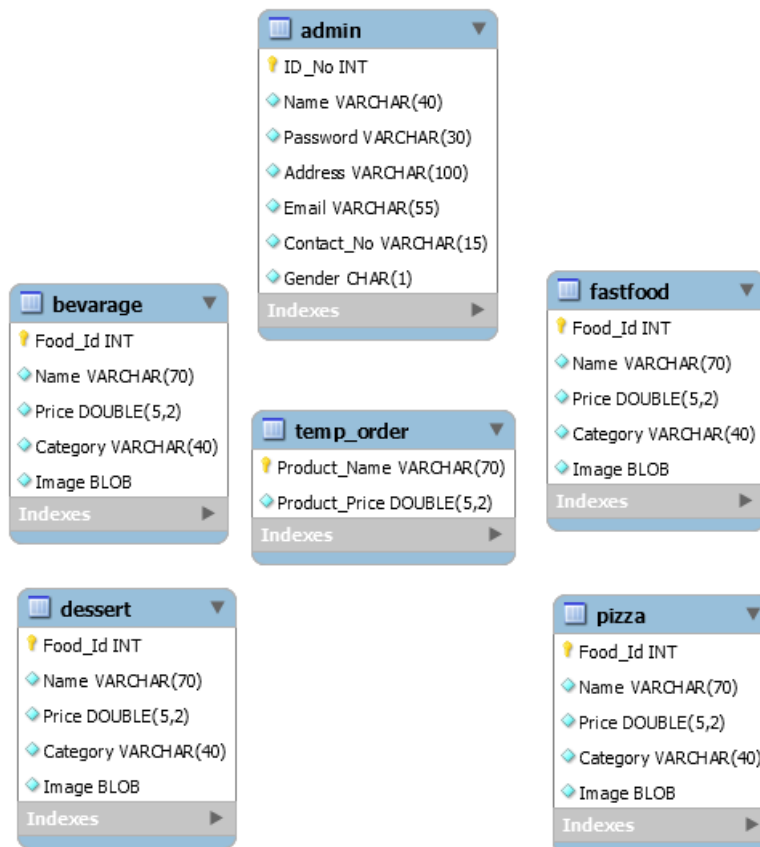 admin
ID_No INT
Name VARCHAR(40)
Password VARCHAR(30)
Address VARCHAR(100)
Email VARCHAR(55)
Contact_No VARCHAR(15)
Gender CHAR(1)
Indexes
bevarage
Food_Id INT
Name VARCHAR(70)
Price DOUBLE(5,2)
Category VARCHAR(40)
Image BLOB
Indexes
fastfood
Food_Id INT
Name VARCHAR(70)
Price DOUBLE(5,2)
Category VARCHAR(40)
Image BLOB
Indexes
temp_order
Product_Name VARCHAR(70)
Product_Price DOUBLE(5,2)
Indexes
dessert
Food_Id INT
Name VARCHAR(70)
Price DOUBLE(5,2)
Category VARCHAR(40)
Image BLOB
Indexes
pizza
Food_Id INT
Name VARCHAR(70)
Price DOUBLE(5,2)
Category VARCHAR(40)
Image BLOB
Indexes